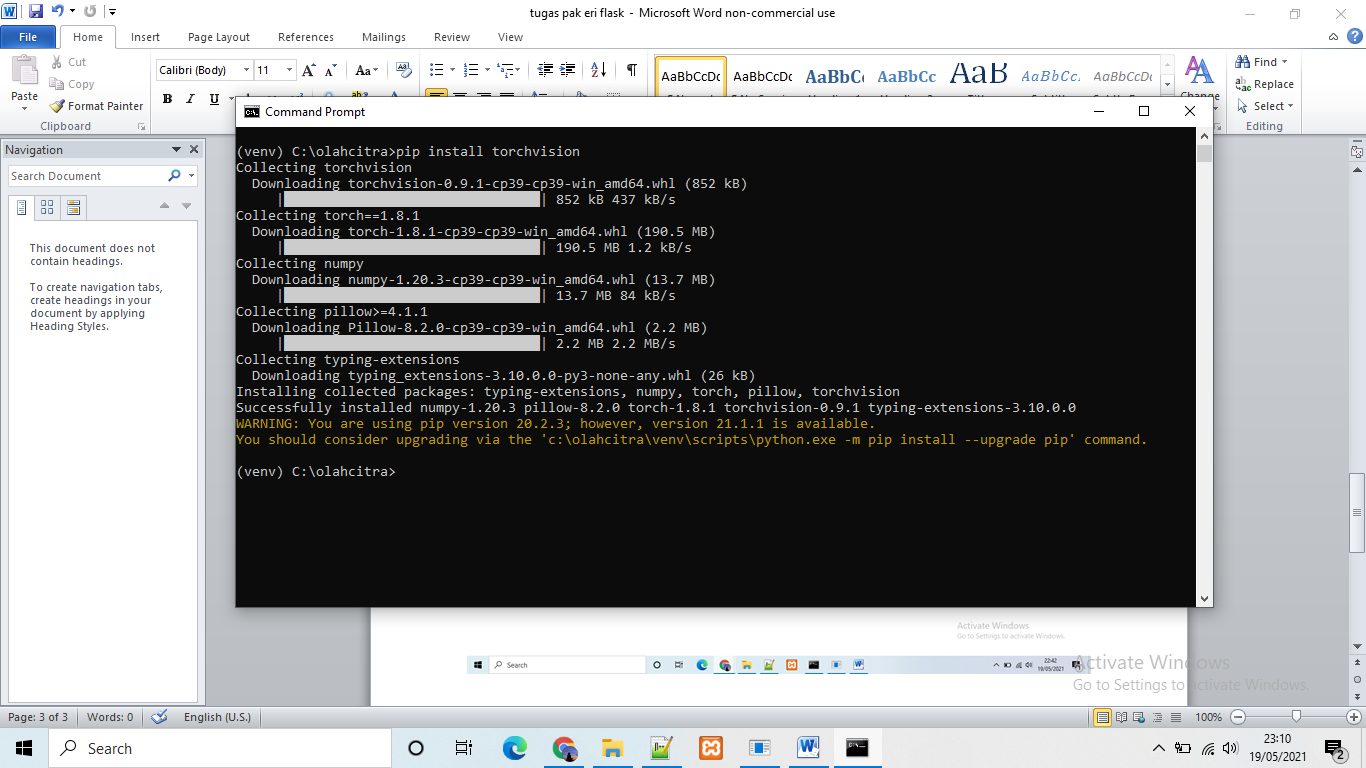 tugas pak eri flask - Microsoft Word non-commercial use
File Home Insert Page Layout References Mailings Review View
Paste
Cut
Copy
Format Painter
Clipboard
Calibri (Body) 11
B I U
AaBbCcDc AaBbCcDc AaBbCc AaBbCc AaB AaBbCc. AaBbCcDc
Change
Find
Replace
Select
Editing
Navigation
Search Document
This document does not
contain headings.
To create navigation tabs,
create headings in your
document by applying
Heading Styles.
Command Prompt
(venv) C:\olahcitra>pip install torchvision
Collecting torchvision
Downloading torchvision-0.9.1-cp39-cp39-win_amd64.whl (852 kB)
| | 852 kB 437 kB/s
Collecting torch==1.8.1
Downloading torch-1.8.1-cp39-cp39-win_amd64.whl (190.5 MB)
| | 190.5 MB 1.2 kB/s
Collecting numpy
Downloading numpy-1.20.3-cp39-cp39-win_amd64.whl (13.7 MB)
| | 13.7 MB 84 kB/s
Collecting pillow>=4.1.1
Downloading Pillow-8.2.0-cp39-cp39-win_amd64.whl (2.2 MB)
| | 2.2 MB 2.2 MB/s
Collecting typing-extensions
Downloading typing_extensions-3.10.0.0-py3-none-any.whl (26 kB)
Installing collected packages: typing-extensions, numpy, torch, pillow, torchvision
Successfully installed numpy-1.20.3 pillow-8.2.0 torch-1.8.1 torchvision-0.9.1 typing-extensions-3.10.0.0
WARNING: You are using pip version 20.2.3; however, version 21.1.1 is available.
You should consider upgrading via the 'c:\olahcitra\venv\scripts\python.exe -m pip install --upgrade pip' command.
(venv) C:\olahcitra>
Activate Windows
Go to Settings to activate Windows.
Search
22:42
19/05/2021
Activate Windows
Go to Settings to activate Windows.
Page: 3 of 3 Words: 0 English (U.S.) 100%
Search
23:10
19/05/2021
2